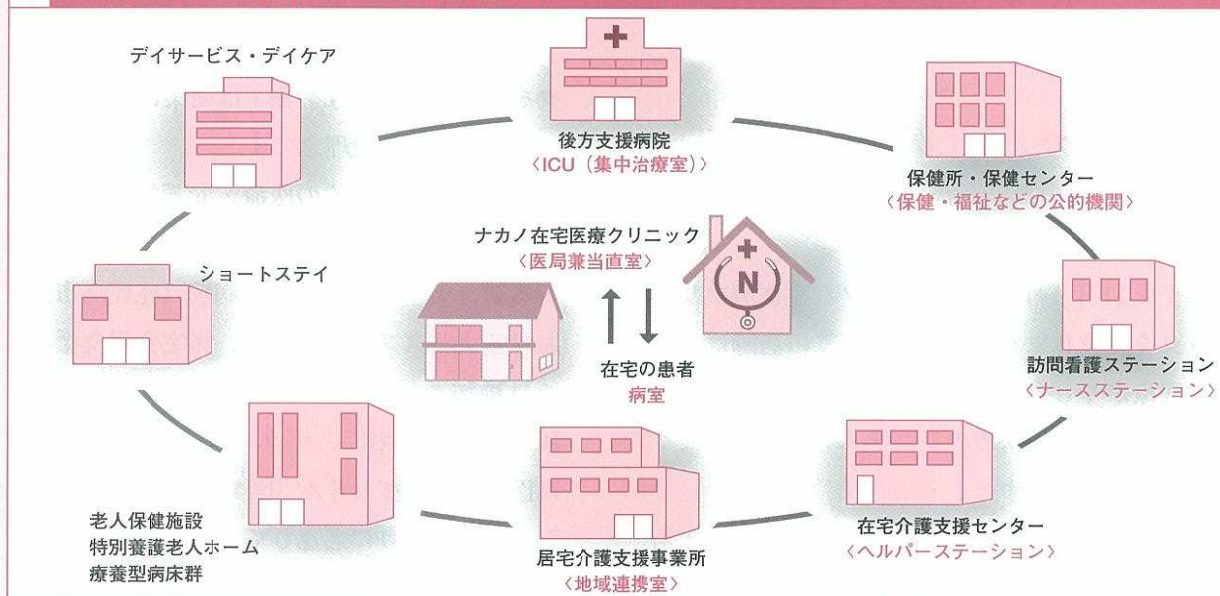 デイサービス・デイケア
後方支援病院
〈ICU（集中治療室）〉
保健所・保健センター
〈保健・福祉などの公的機関〉
ナカノ在宅医療クリニック
〈医局兼当直室〉
N
ショートステイ
在宅の患者
病室
訪問看護ステーション
〈ナースステーション〉
老人保健施設
特別養護老人ホーム
療養型病床群
居宅介護支援事業所
〈地域連携室〉
在宅介護支援センター
〈ヘルパーステーション〉